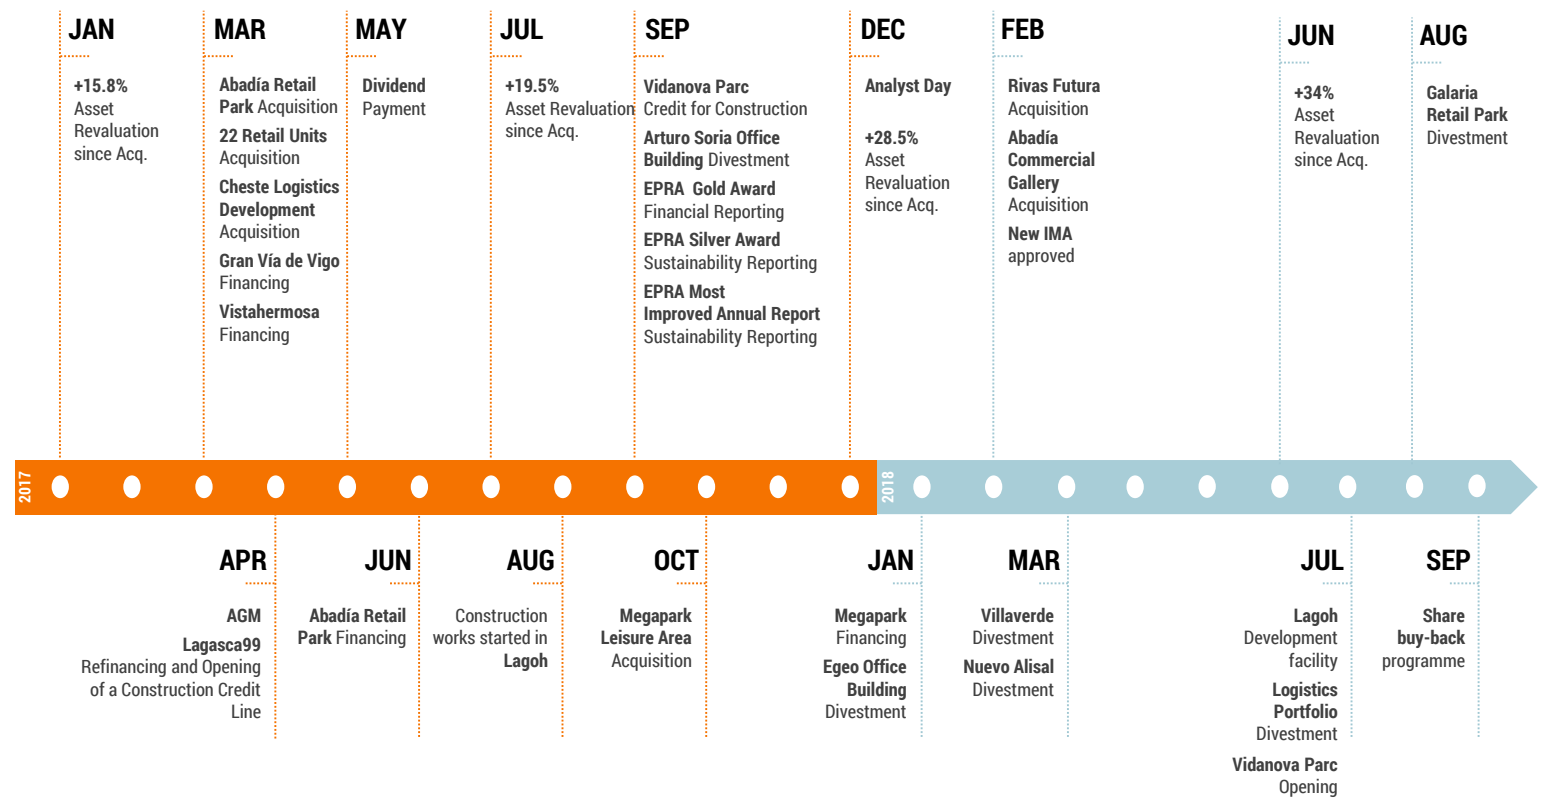 JAN
+15.8%
Asset
Revaluation
since Acq.
MAR
Abadía Retail
Park Acquisition
22 Retail Units
Acquisition
Cheste Logistics
Development
Acquisition
Gran Vía de Vigo
Financing
Vistahermosa
Financing
MAY
Dividend
Payment
JUL
+19.5%
Asset Revaluation
since Acq.
SEP
Vidanova Parc
Credit for Construction
Arturo Soria Office
Building Divestment
EPRA Gold Award
Financial Reporting
EPRA Silver Award
Sustainability Reporting
EPRA Most
Improved Annual Report
Sustainability Reporting
DEC
Analyst Day
+28.5%
Asset
Revaluation
since Acq.
FEB
Rivas Futura
Acquisition
Abadía
Commercial
Gallery
Acquisition
New IMA
approved
JUN
+34%
Asset
Revaluation
since Acq.
AUG
Galaria
Retail Park
Divestment
2017
2018
APR
AGM
Lagasca99
Refinancing and Opening
of a Construction Credit
Line
JUN
Abadía Retail
Park Financing
AUG
Construction
works started in
Lagoh
OCT
Megapark
Leisure Area
Acquisition
JAN
Megapark
Financing
Egeo Office
Building
Divestment
MAR
Villaverde
Divestment
Nuevo Alisal
Divestment
JUL
Lagoh
Development
facility
Logistics
Portfolio
Divestment
Vidanova Parc
Opening
SEP
Share
buy-back
programme